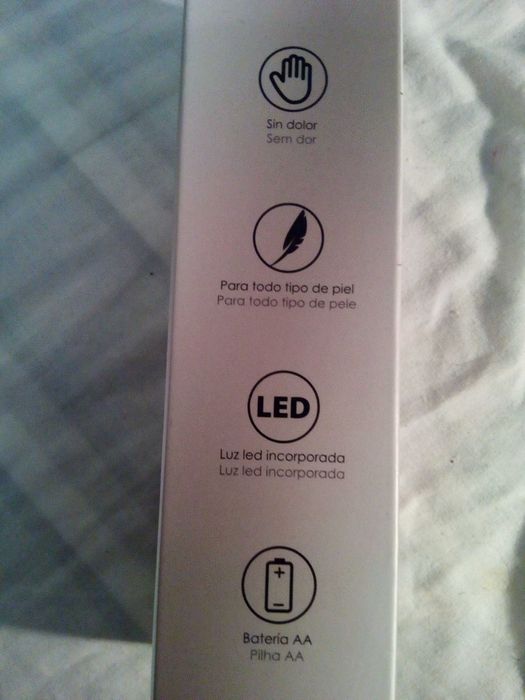 Sin dolor
Sem dor
Para todo tipo de piel
Para todo tipo de pele
LED
Luz led incorporada
Luz led incorporada
Batería AA
Pilha AA